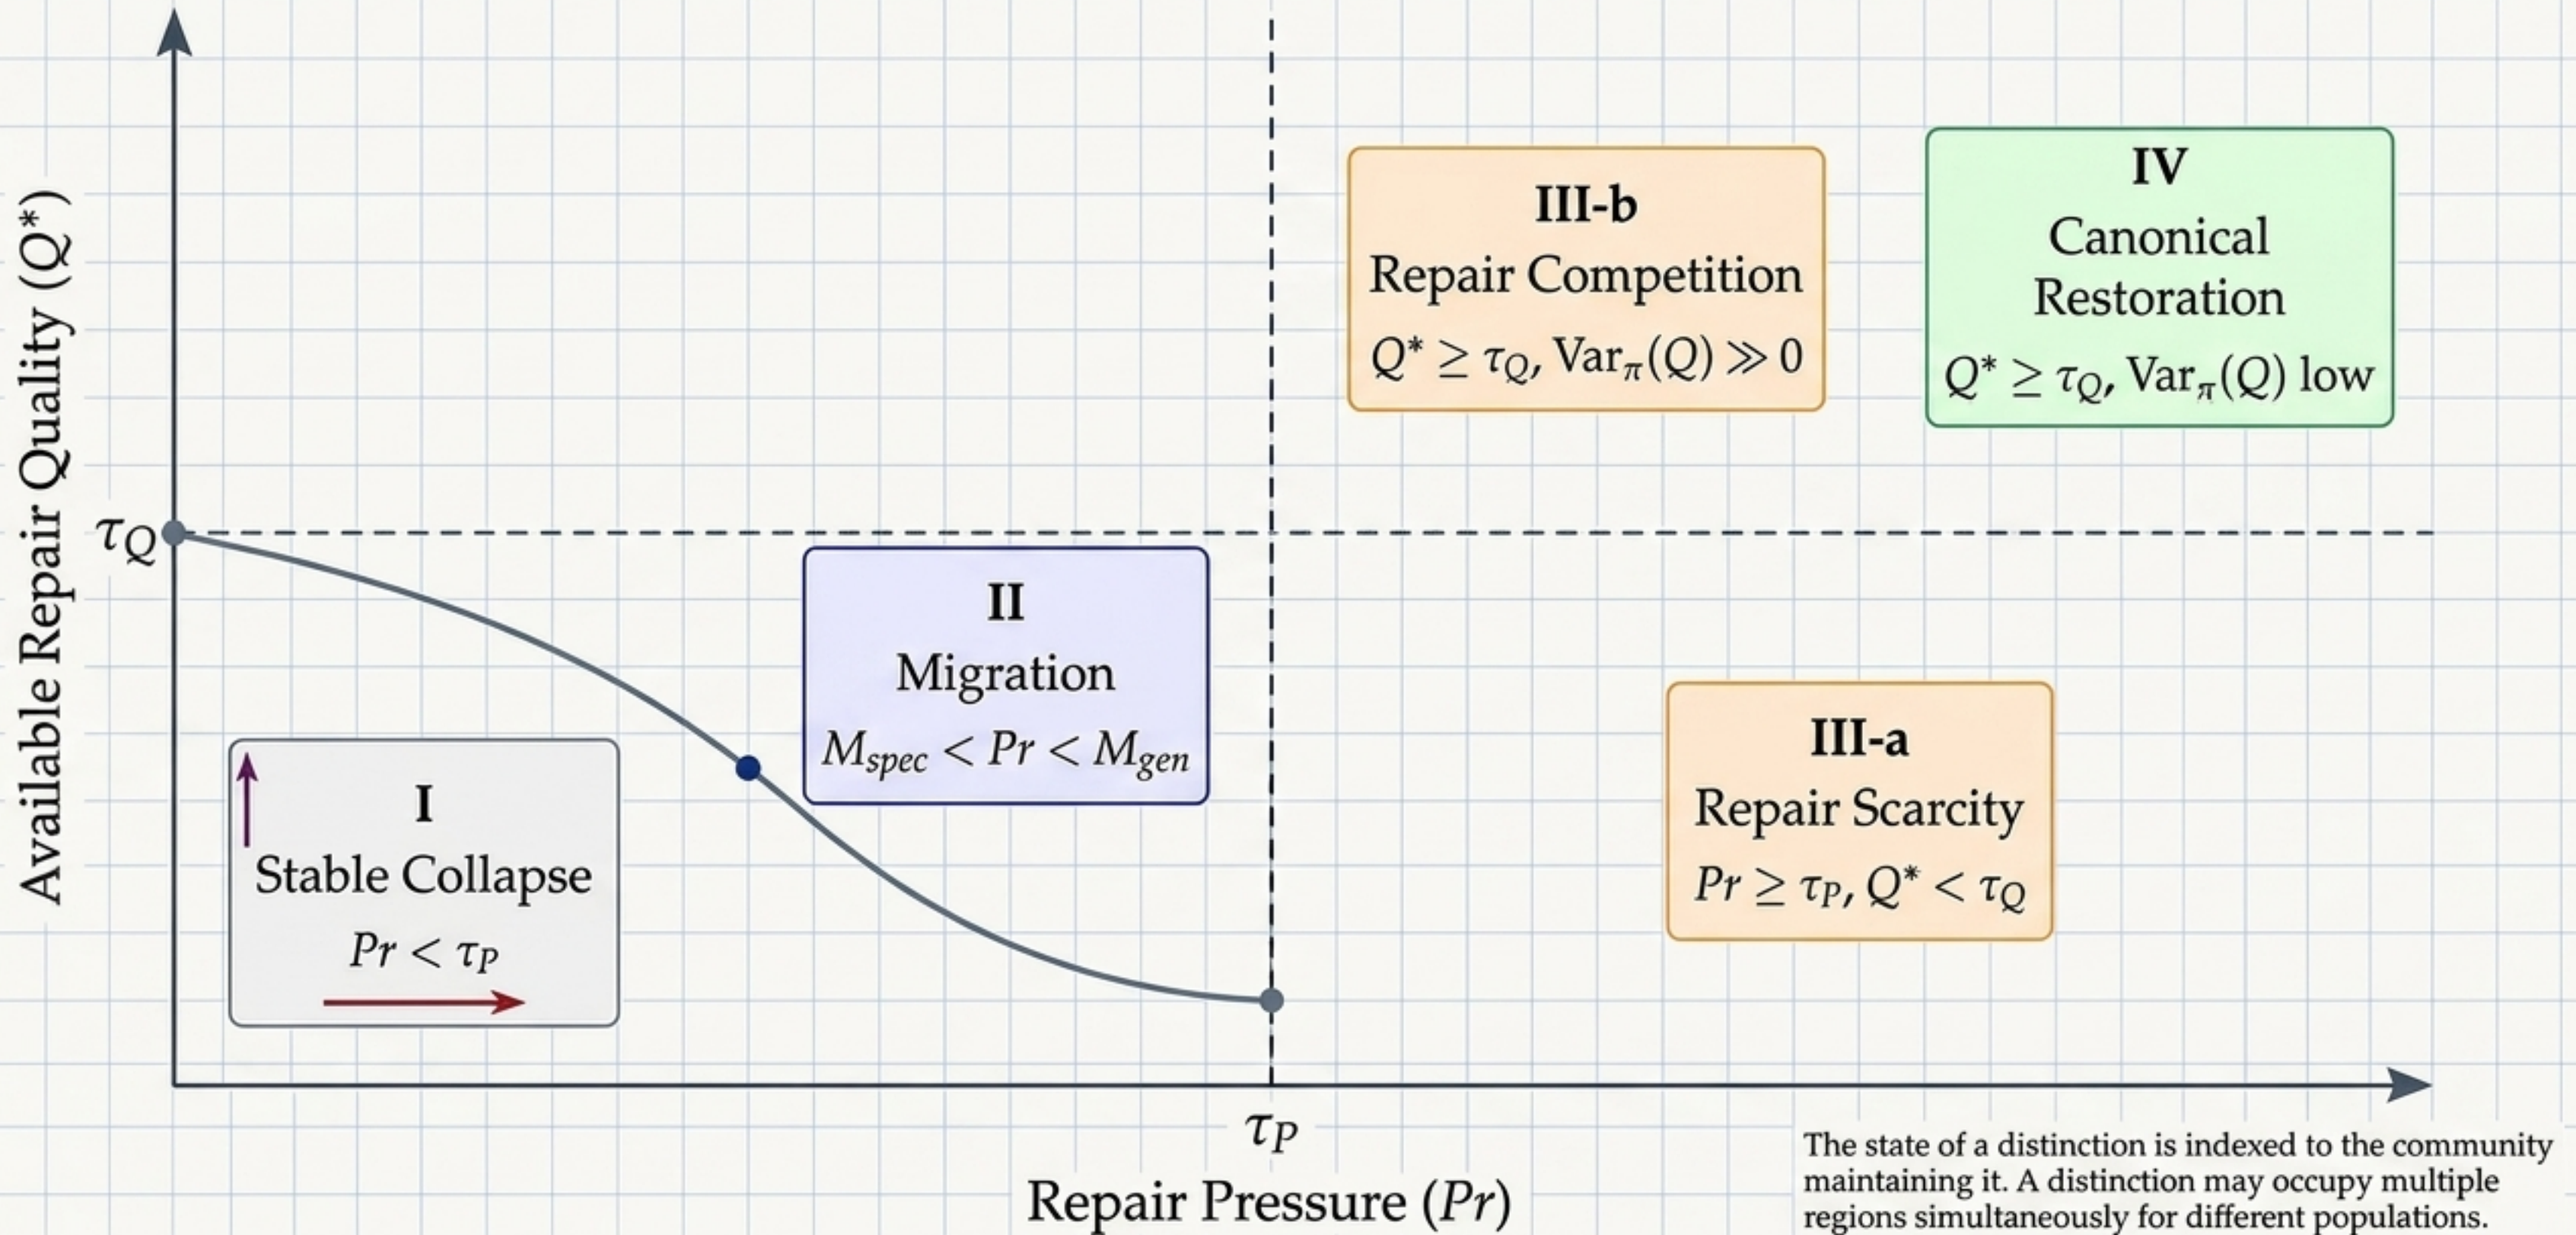 Available Repair Quality (Q*)
III-b
Repair Competition
Q* ≥ τ_Q, Var_π(Q) ≫ 0
IV
Canonical
Restoration
Q* ≥ τ_Q, Var_π(Q) low
τ_Q
II
Migration
M_spec < Pr < M_gen
I
Stable Collapse
Pr < τ_P
III-a
Repair Scarcity
Pr ≥ τ_P, Q* < τ_Q
τ_P
Repair Pressure (Pr)
The state of a distinction is indexed to the community
maintaining it. A distinction may occupy multiple
regions simultaneously for different populations.